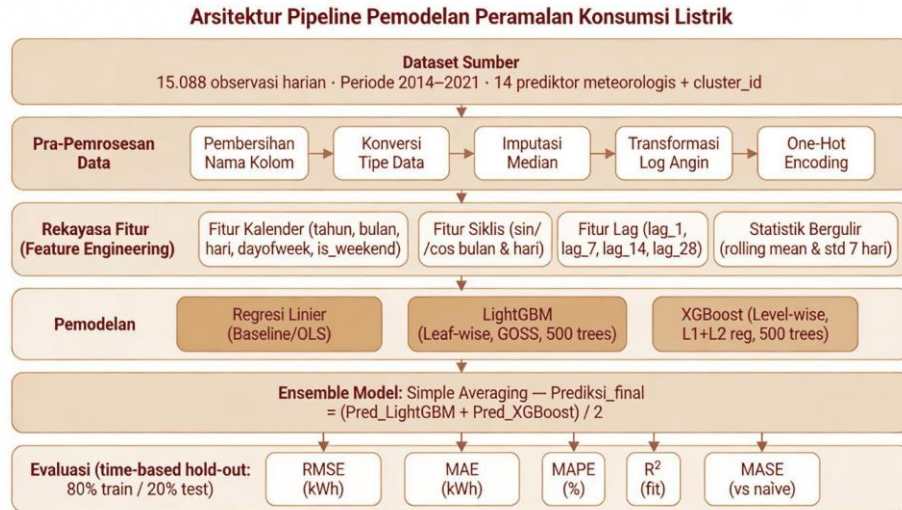 Arsitektur Pipeline Pemodelan Peramalan Konsumsi Listrik
Dataset Sumber
15.088 observasi harian · Periode 2014–2021 · 14 prediktor meteorologis + cluster_id
Pra-Pemrosesan
Data
Pembersihan
Nama Kolom
Konversi
Tipe Data
Imputasi
Median
Transformasi
Log Angin
One-Hot
Encoding
Rekayasa Fitur
(Feature Engineering)
Fitur Kalender (tahun, bulan,
hari, dayofweek, is_weekend)
Fitur Siklis (sin/
/cos bulan & hari)
Fitur Lag (lag_1,
lag_7, lag_14, lag_28)
Statistik Bergulir
(rolling mean & std 7 hari)
Pemodelan
Regresi Linier
(Baseline/OLS)
LightGBM
(Leaf-wise, GOSS, 500 trees)
XGBoost (Level-wise,
L1+L2 reg, 500 trees)
Ensemble Model: Simple Averaging — Prediksi_final
= (Pred_LightGBM + Pred_XGBoost) / 2
Evaluasi (time-based hold-out:
80% train / 20% test)
RMSE
(kWh)
MAE
(kWh)
MAPE
(%)
R²
(fit)
MASE
(vs naïve)